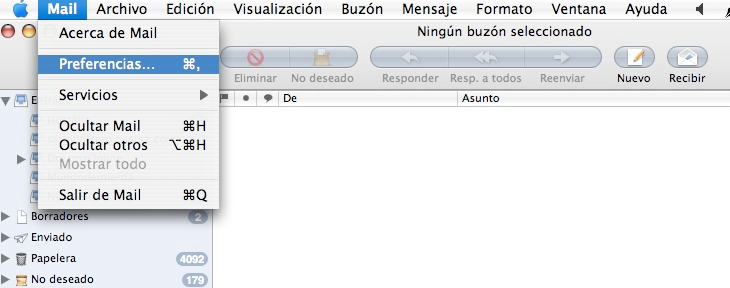 Mail Archivo Edición Visualización Buzón Mensaje Formato Ventana Ayuda
Acerca de Mail
Ningún buzón seleccionado
Preferencias... ⌘,
Eliminar No deseado Responder Resp. a todos Reenviar Nuevo Recibir
Servicios
De Asunto
Ocultar Mail ⌘H
Ocultar otros ⌥⌘H
Mostrar todo
Salir de Mail ⌘Q
Borradores 2
Enviado
Papelera 4092
No deseado 179